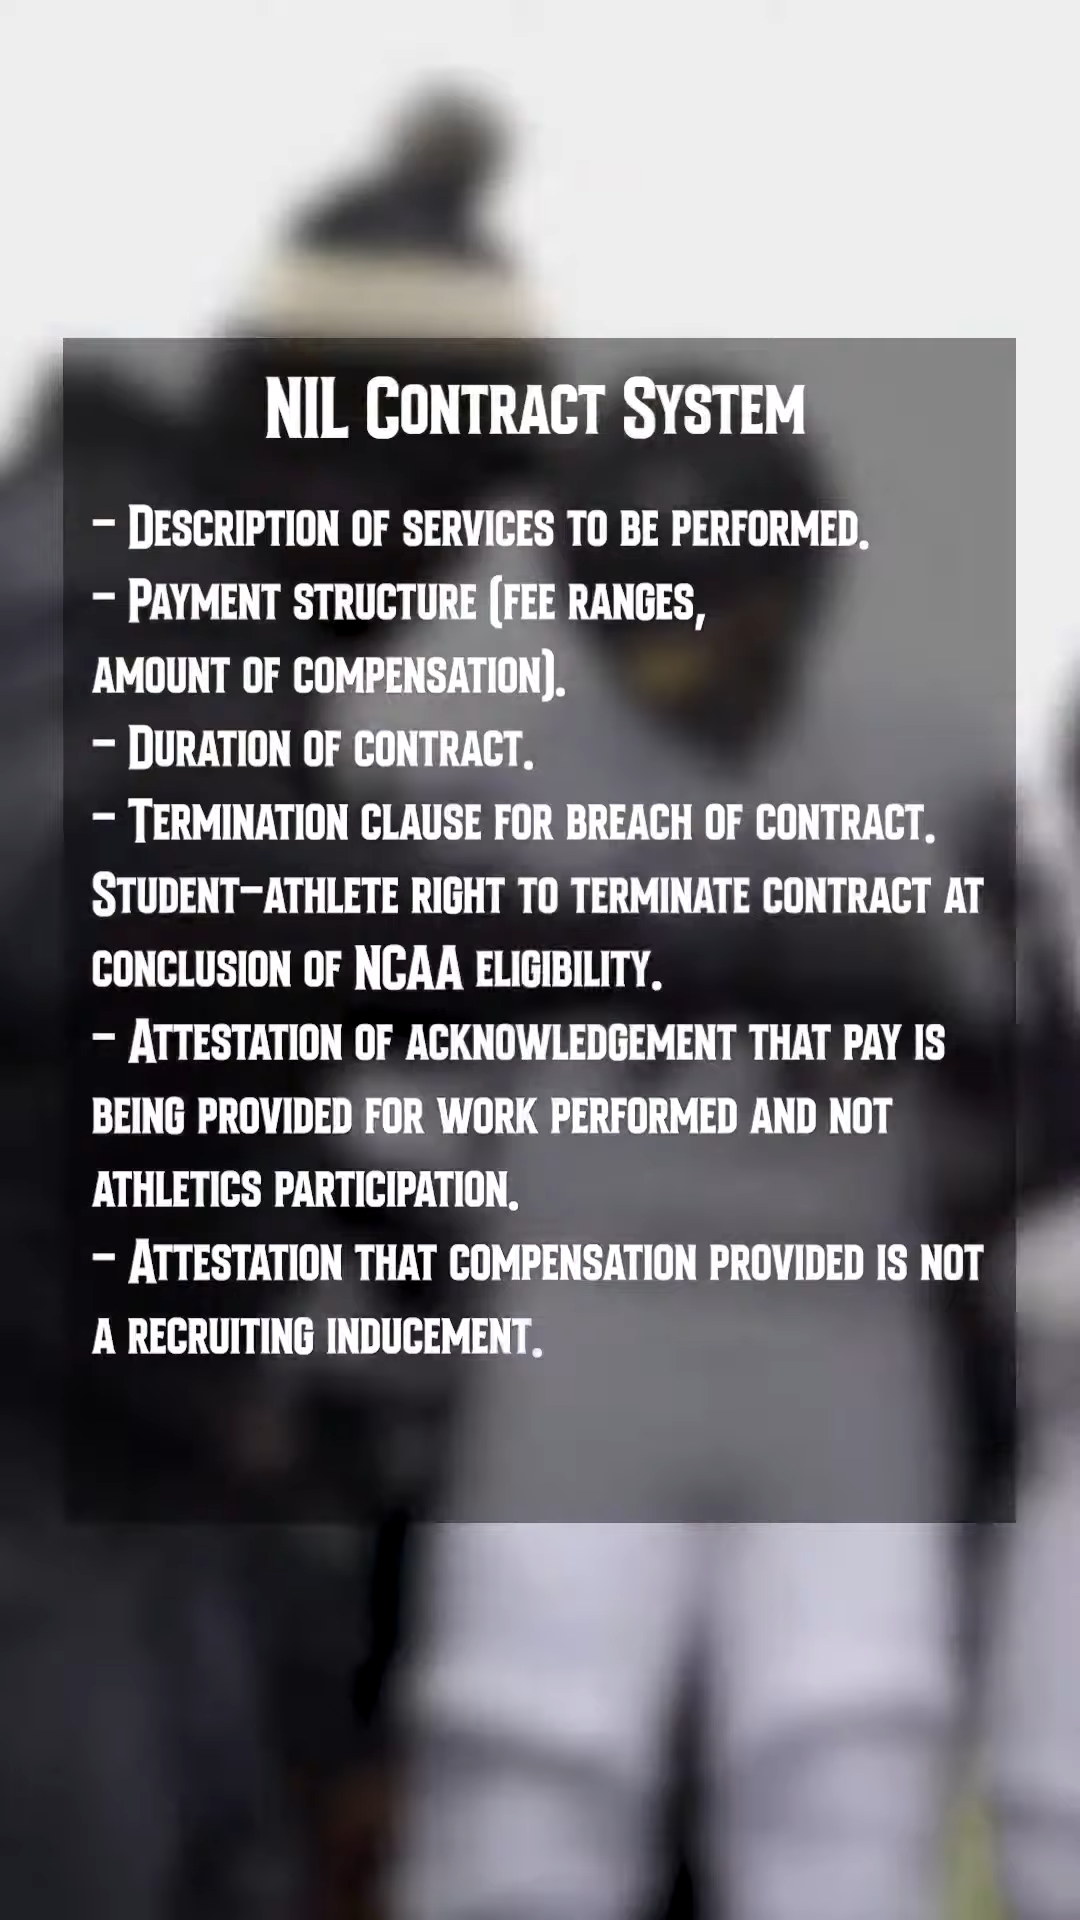 NIL Contract System
- Description of services to be performed.
- Payment structure (fee ranges,
amount of compensation).
- Duration of contract.
- Termination clause for breach of contract.
Student-athlete right to terminate contract at
conclusion of NCAA eligibility.
- Attestation of acknowledgement that pay is
being provided for work performed and not
athletics participation.
- Attestation that compensation provided is not
a recruiting inducement.